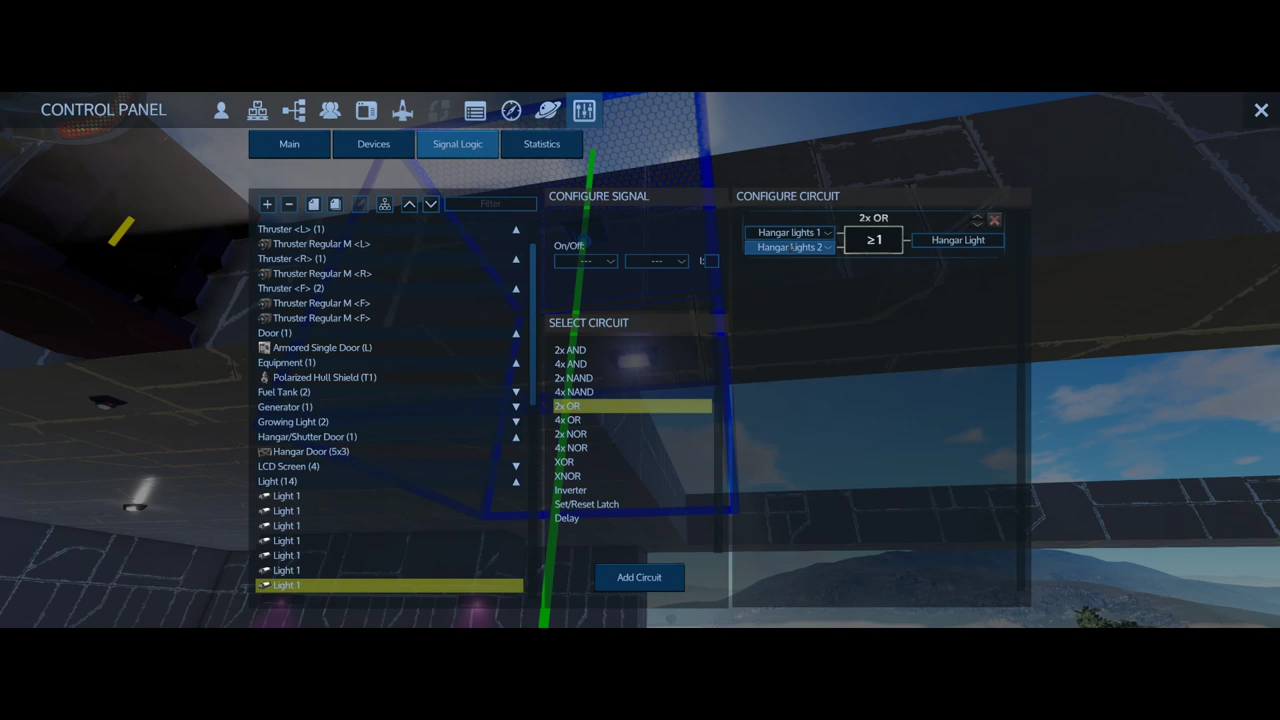 CONTROL PANEL
Main
Devices
Signal Logic
Statistics
Filter
Thruster <L> (1)
Thruster Regular M <L>
Thruster <R> (1)
Thruster Regular M <R>
Thruster <F> (2)
Thruster Regular M <F>
Thruster Regular M <F>
Door (1)
Armored Single Door (L)
Equipment (1)
Polarized Hull Shield (T1)
Fuel Tank (2)
Generator (1)
Growing Light (2)
Hangar/Shutter Door (1)
Hangar Door (5x3)
LCD Screen (4)
Light (14)
Light 1
Light 1
Light 1
Light 1
Light 1
Light 1
Light 1
CONFIGURE SIGNAL
On/Off:
---
---
I:
SELECT CIRCUIT
2x AND
4x AND
2x NAND
4x NAND
2x OR
4x OR
2x NOR
4x NOR
XOR
XNOR
Inverter
Set/Reset Latch
Delay
Add Circuit
CONFIGURE CIRCUIT
2x OR
Hangar lights 1
Hangar Lights 2
≥1
Hangar Light